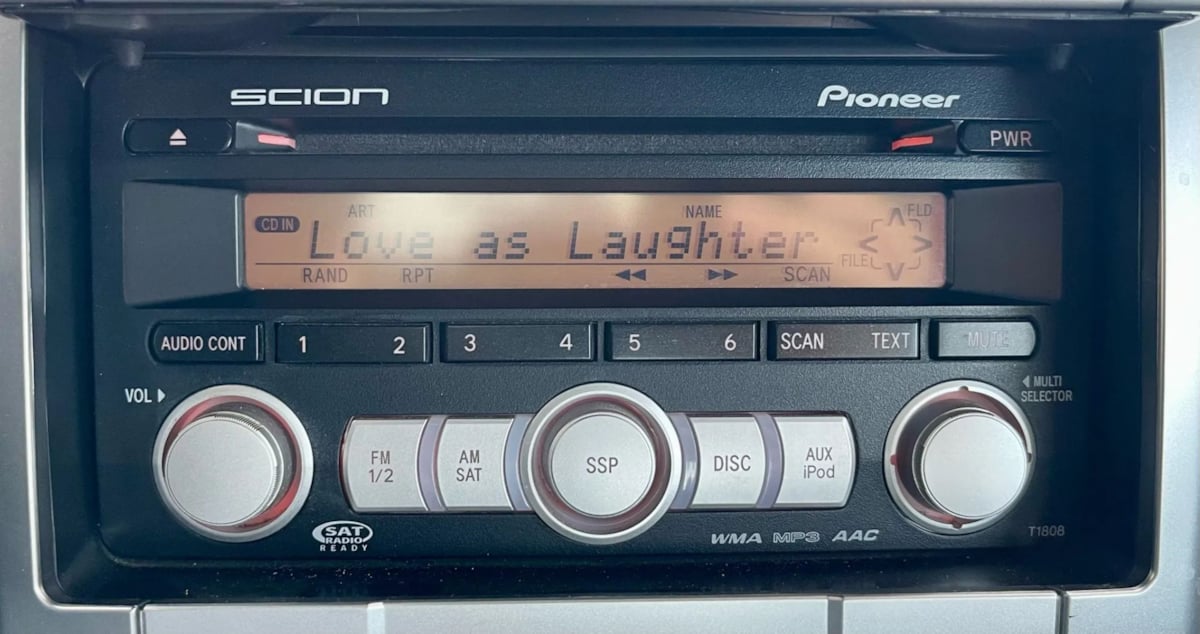 SCION Pioneer
PWR
ART NAME FLD
CD IN Love as Laughter
FILE
RAND RPT SCAN
AUDIO CONT 1 2 3 4 5 6 SCAN TEXT MUTE
VOL MULTI
SELECTOR
FM
1/2
AM
SAT
SSP
DISC
AUX
iPod
SAT
RADIO
READY
WMA MP3 AAC
T1808